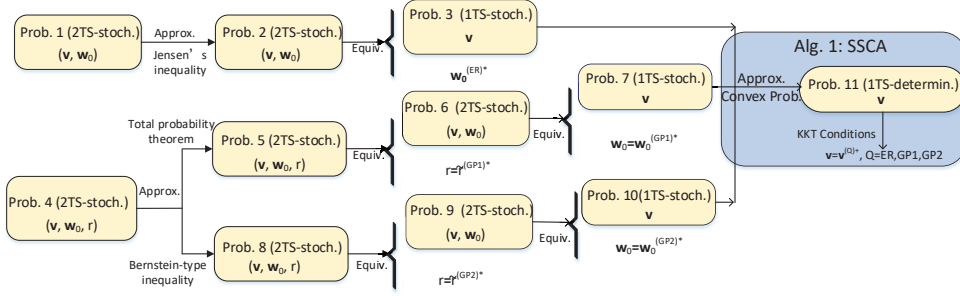 Prob. 1 (2TS-stoch.)
(v, w₀)
Approx.
Jensen's
inequality
Prob. 2 (2TS-stoch.)
(v, w₀)
Equiv.
Prob. 3 (1TS-stoch.)
v
w₀⁽ᴱᴿ⁾*
Alg. 1: SSCA
Approx.
Convex Prob.
Prob. 11 (1TS-determin.)
v
KKT Conditions
v=v^(Q)*, Q=ER,GP1,GP2
Prob. 4 (2TS-stoch.)
(v, w₀, r)
Approx.
Total probability
theorem
Prob. 5 (2TS-stoch.)
(v, w₀, r)
Equiv.
Prob. 6 (2TS-stoch.)
(v, w₀)
r=r̂^(GP1)*
Equiv.
Prob. 7 (1TS-stoch.)
v
w₀=w₀^(GP1)*
Bernstein-type
inequality
Prob. 8 (2TS-stoch.)
(v, w₀, r)
Equiv.
Prob. 9 (2TS-stoch.)
(v, w₀)
r=r̂^(GP2)*
Equiv.
Prob. 10(1TS-stoch.)
v
w₀=w₀^(GP2)*